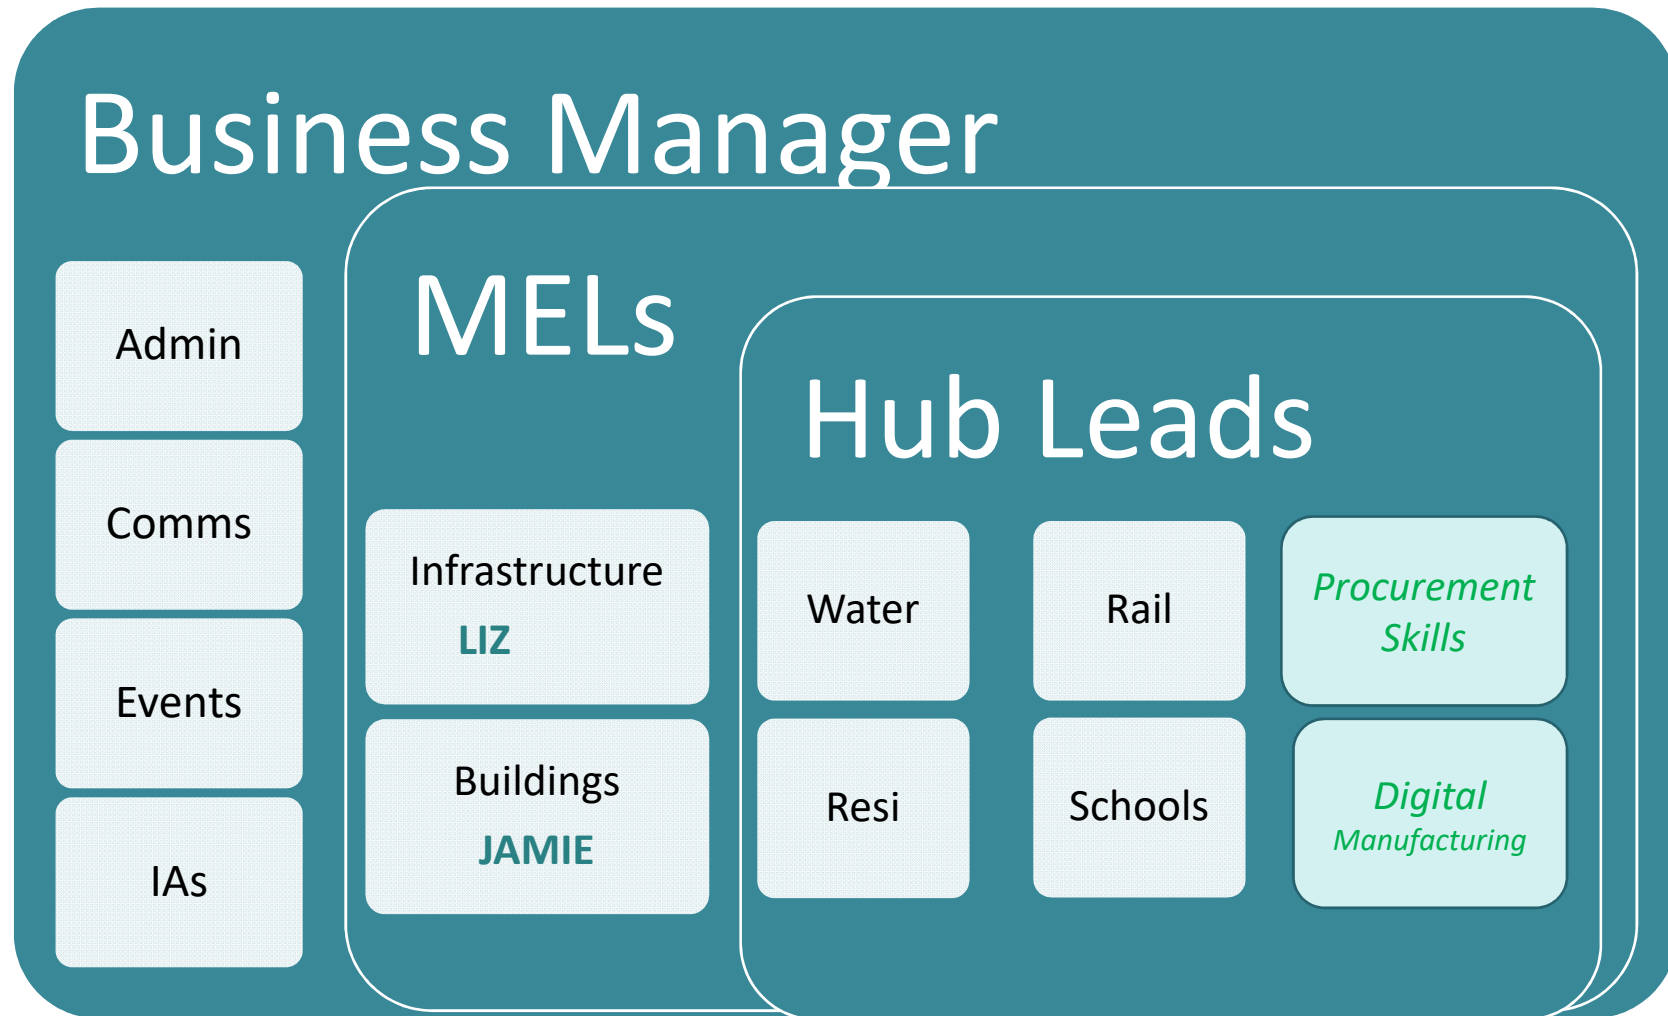 Business Manager
Admin
Comms
Events
IAs
MELs
Infrastructure
LIZ
Buildings
JAMIE
Hub Leads
Water
Rail
Procurement
Skills
Resi
Schools
Digital
Manufacturing